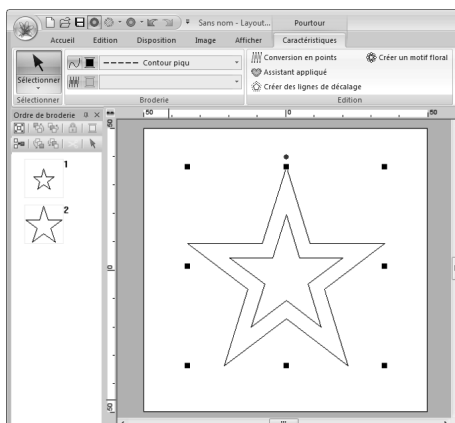 Sans nom - Layout... Pourtour
Accueil Edition Disposition Image Afficher Caractéristiques
Contour piqu
Conversion en points Créer un motif floral
Assistant appliqué
Créer des lignes de décalage
Sélectionner
Sélectionner Broderie Edition
Ordre de broderie
50 0 50
50
1
2
0
50